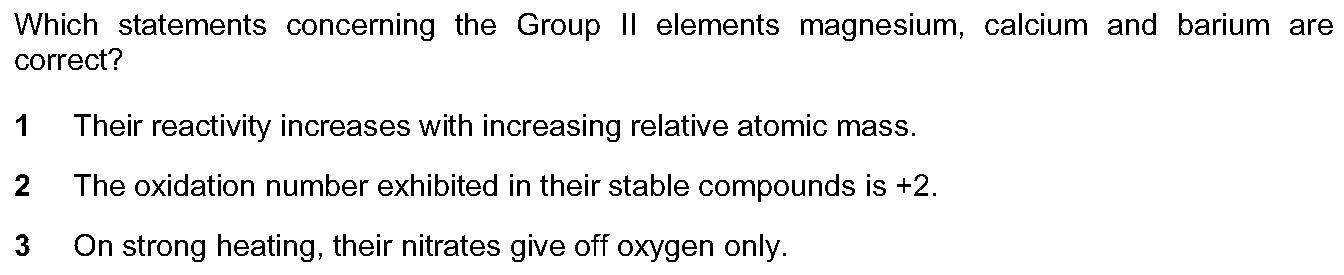 Which statements concerning the Group II elements magnesium, calcium and barium are
correct?
1 Their reactivity increases with increasing relative atomic mass.
2 The oxidation number exhibited in their stable compounds is +2.
3 On strong heating, their nitrates give off oxygen only.